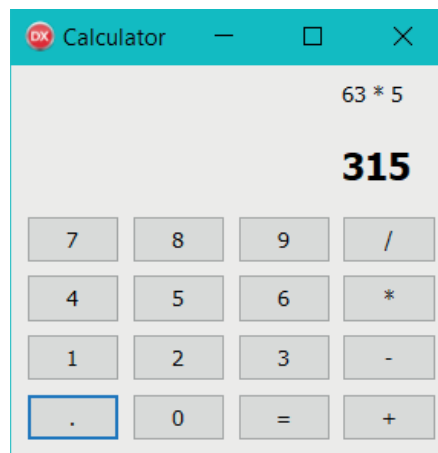 DX Calculator
63 * 5
315
7 8 9 /
4 5 6 *
1 2 3 -
. 0 = +